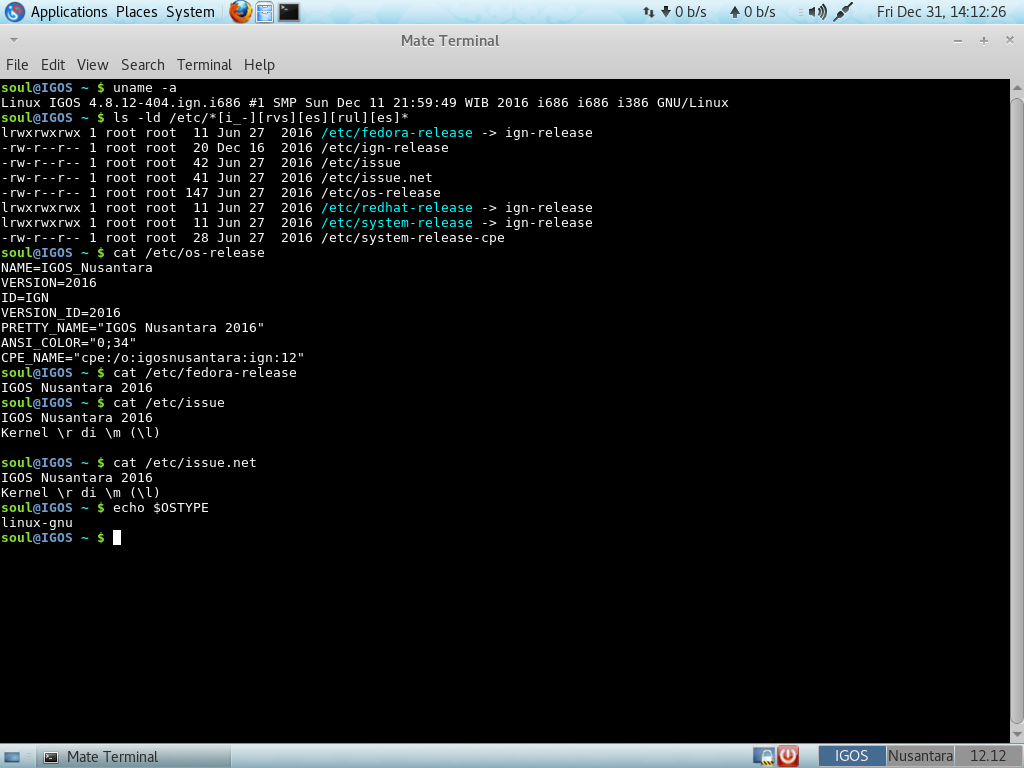 Applications Places System 0 b/s 0 b/s Fri Dec 31, 14:12:26
Mate Terminal
File Edit View Search Terminal Help
soul@IGOS ~ $ uname -a
Linux IGOS 4.8.12-404.ign.i686 #1 SMP Sun Dec 11 21:59:49 WIB 2016 i686 i686 i386 GNU/Linux
soul@IGOS ~ $ ls -ld /etc/*[i_-][rvs][es][rul][es]*
lrwxrwxrwx 1 root root  11 Jun 27  2016 /etc/fedora-release -> ign-release
-rw-r--r-- 1 root root  20 Dec 16  2016 /etc/ign-release
-rw-r--r-- 1 root root  42 Jun 27  2016 /etc/issue
-rw-r--r-- 1 root root  41 Jun 27  2016 /etc/issue.net
-rw-r--r-- 1 root root 147 Jun 27  2016 /etc/os-release
lrwxrwxrwx 1 root root  11 Jun 27  2016 /etc/redhat-release -> ign-release
lrwxrwxrwx 1 root root  11 Jun 27  2016 /etc/system-release -> ign-release
-rw-r--r-- 1 root root  28 Jun 27  2016 /etc/system-release-cpe
soul@IGOS ~ $ cat /etc/os-release
NAME=IGOS_Nusantara
VERSION=2016
ID=IGN
VERSION_ID=2016
PRETTY_NAME="IGOS Nusantara 2016"
ANSI_COLOR="0;34"
CPE_NAME="cpe:/o:igosnusantara:ign:12"
soul@IGOS ~ $ cat /etc/fedora-release
IGOS Nusantara 2016
soul@IGOS ~ $ cat /etc/issue
IGOS Nusantara 2016
Kernel \r di \m (\l)
soul@IGOS ~ $ cat /etc/issue.net
IGOS Nusantara 2016
Kernel \r di \m (\l)
soul@IGOS ~ $ echo $OSTYPE
linux-gnu
soul@IGOS ~ $
Mate Terminal IGOS Nusantara 12.12